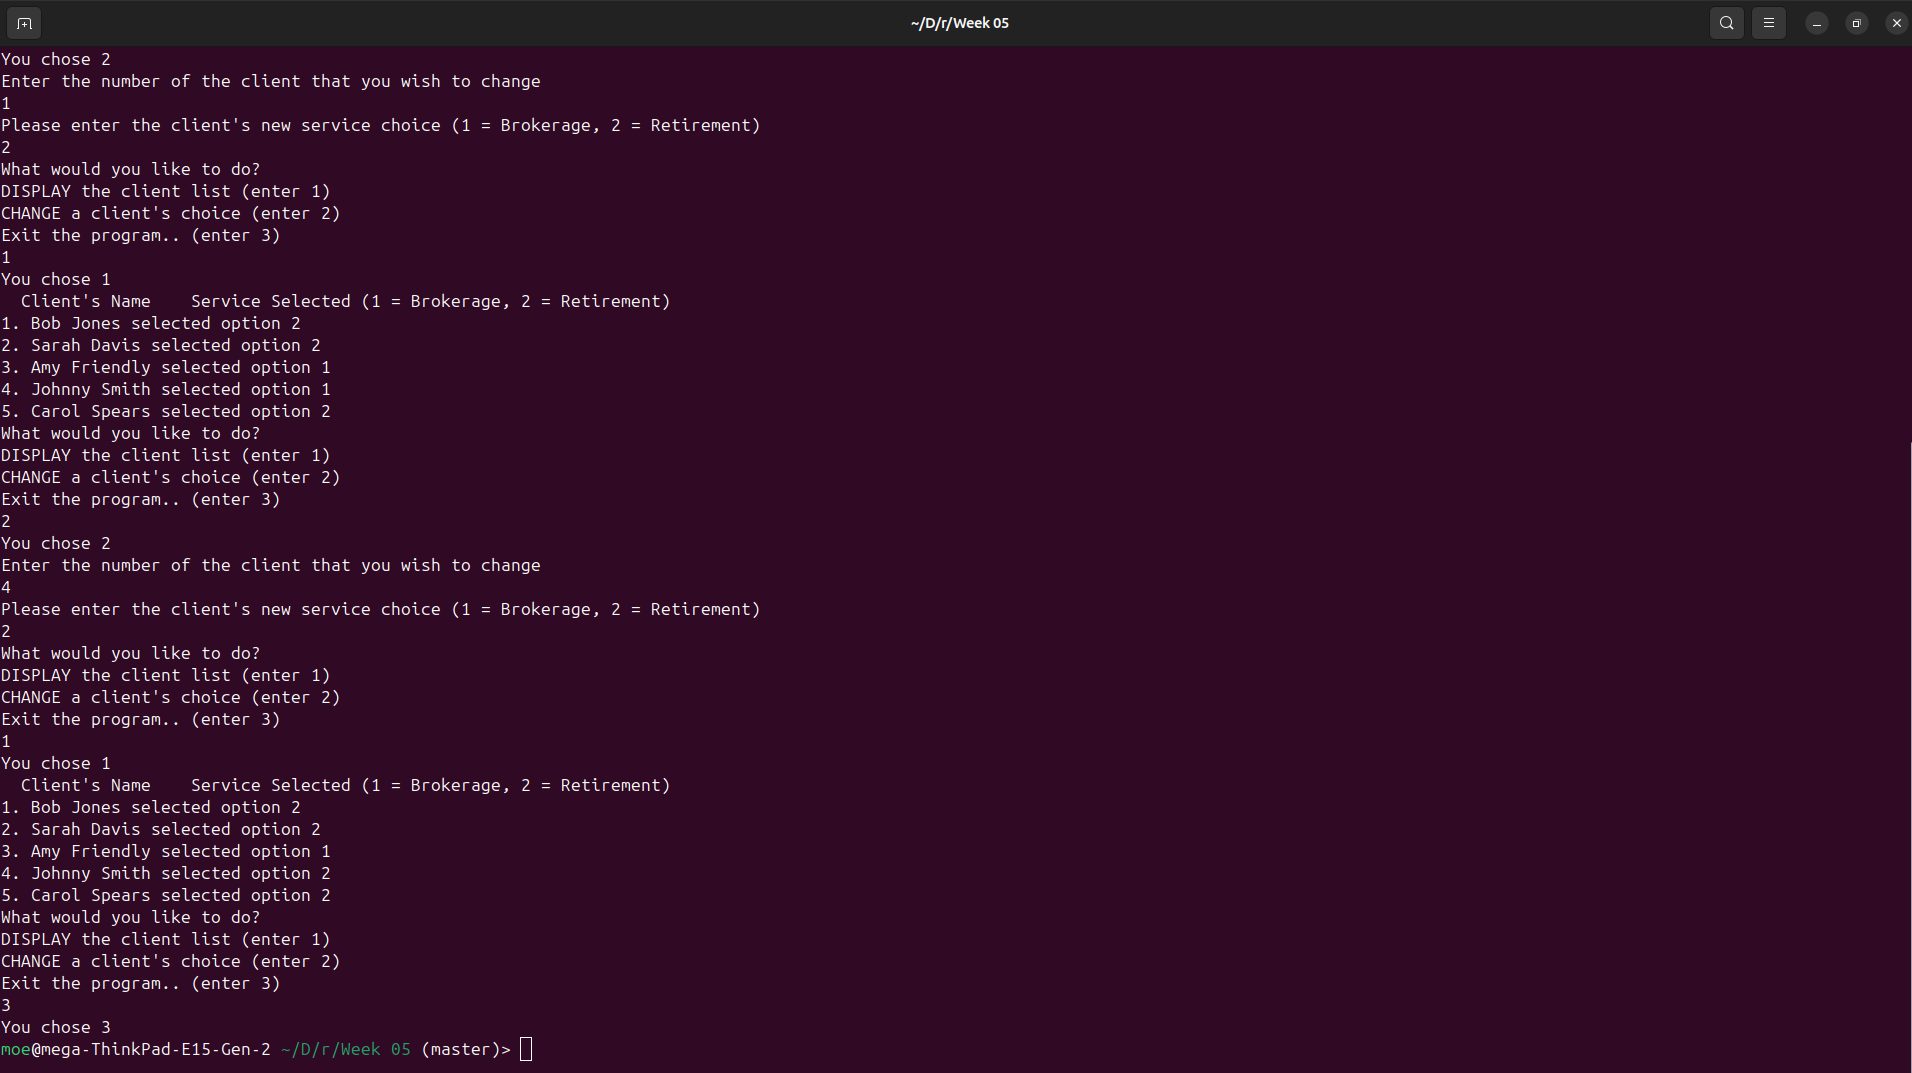 ~/D/r/Week 05
You chose 2
Enter the number of the client that you wish to change
1
Please enter the client's new service choice (1 = Brokerage, 2 = Retirement)
2
What would you like to do?
DISPLAY the client list (enter 1)
CHANGE a client's choice (enter 2)
Exit the program.. (enter 3)
1
You chose 1
  Client's Name    Service Selected (1 = Brokerage, 2 = Retirement)
1. Bob Jones selected option 2
2. Sarah Davis selected option 2
3. Amy Friendly selected option 1
4. Johnny Smith selected option 1
5. Carol Spears selected option 2
What would you like to do?
DISPLAY the client list (enter 1)
CHANGE a client's choice (enter 2)
Exit the program.. (enter 3)
2
You chose 2
Enter the number of the client that you wish to change
4
Please enter the client's new service choice (1 = Brokerage, 2 = Retirement)
2
What would you like to do?
DISPLAY the client list (enter 1)
CHANGE a client's choice (enter 2)
Exit the program.. (enter 3)
1
You chose 1
  Client's Name    Service Selected (1 = Brokerage, 2 = Retirement)
1. Bob Jones selected option 2
2. Sarah Davis selected option 2
3. Amy Friendly selected option 1
4. Johnny Smith selected option 2
5. Carol Spears selected option 2
What would you like to do?
DISPLAY the client list (enter 1)
CHANGE a client's choice (enter 2)
Exit the program.. (enter 3)
3
You chose 3
moe@mega-ThinkPad-E15-Gen-2 ~/D/r/Week 05 (master)>